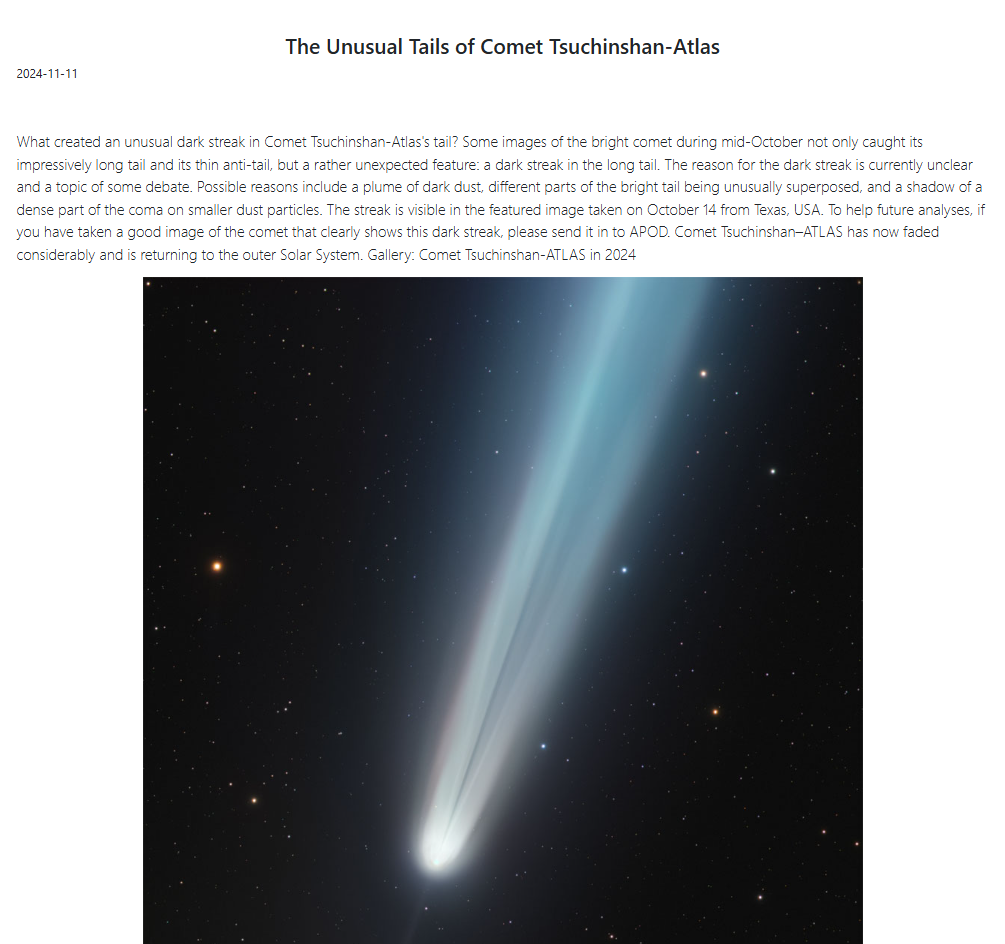 The Unusual Tails of Comet Tsuchinshan-Atlas
2024-11-11
What created an unusual dark streak in Comet Tsuchinshan-Atlas's tail? Some images of the bright comet during mid-October not only caught its
impressively long tail and its thin anti-tail, but a rather unexpected feature: a dark streak in the long tail. The reason for the dark streak is currently unclear
and a topic of some debate. Possible reasons include a plume of dark dust, different parts of the bright tail being unusually superposed, and a shadow of a
dense part of the coma on smaller dust particles. The streak is visible in the featured image taken on October 14 from Texas, USA. To help future analyses, if
you have taken a good image of the comet that clearly shows this dark streak, please send it in to APOD. Comet Tsuchinshan–ATLAS has now faded
considerably and is returning to the outer Solar System. Gallery: Comet Tsuchinshan-ATLAS in 2024